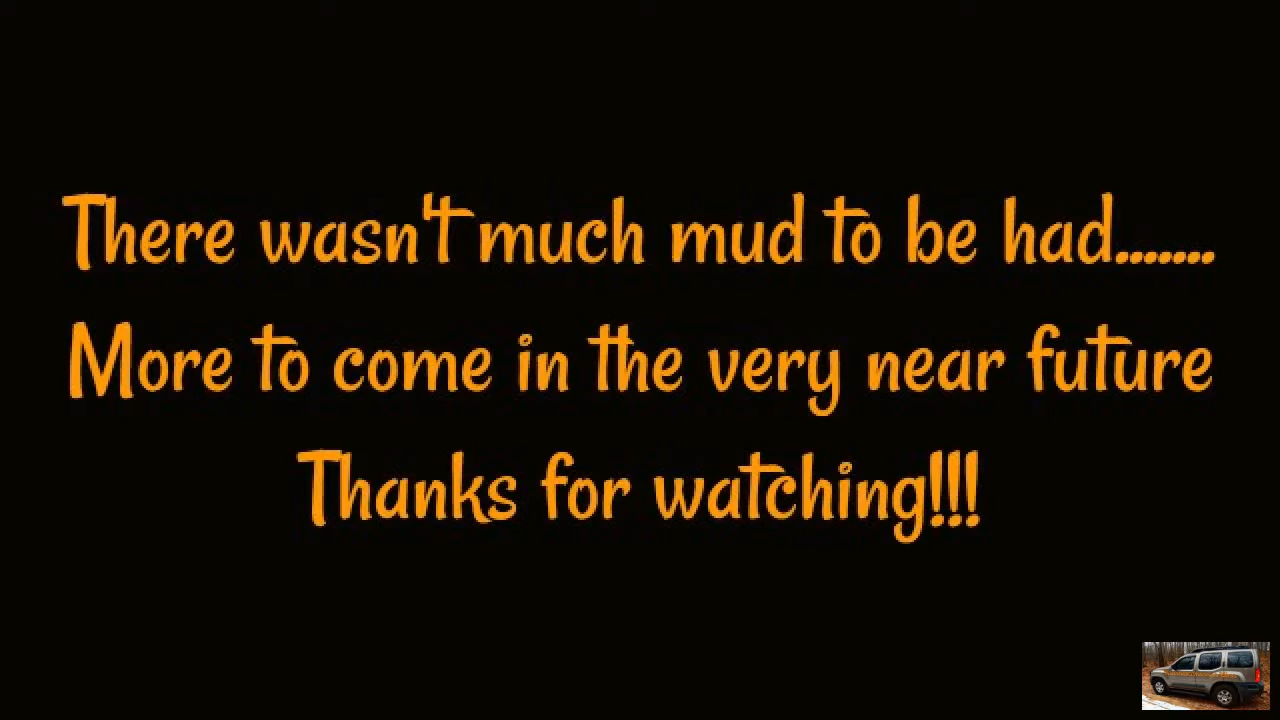 There wasn't much mud to be had.......
More to come in the very near future
Thanks for watching!!!